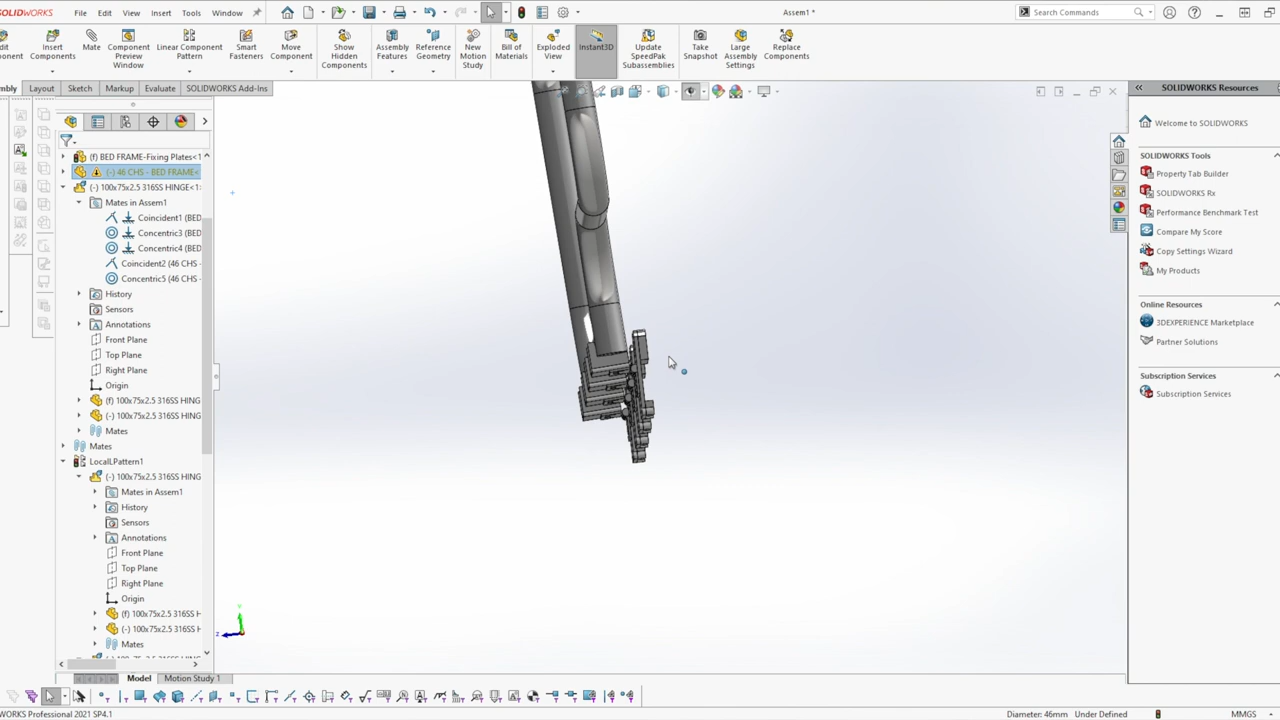 SOLIDWORKS
File
Edit
View
Insert
Tools
Window
Assem1 *
Search Commands
Insert
Components
Mate
Component
Preview
Window
Linear Component
Pattern
Smart
Fasteners
Move
Component
Show
Hidden
Components
Assembly
Features
Reference
Geometry
New
Motion
Study
Bill of
Materials
Exploded
View
Instant3D
Update
SpeedPak
Subassemblies
Take
Snapshot
Large
Assembly
Settings
Replace
Components
Layout
Sketch
Markup
Evaluate
SOLIDWORKS Add-Ins
SOLIDWORKS Resources
(f) BED FRAME-Fixing Plates<1
(-) 46 CHS - BED FRAME<
(-) 100x75x2.5 316SS HINGE<1
Mates in Assem1
Coincident1 (BED
Concentric3 (BED
Concentric4 (BED
Coincident2 (46 CHS -
Concentric5 (46 CHS -
History
Sensors
Annotations
Front Plane
Top Plane
Right Plane
Origin
(f) 100x75x2.5 316SS HING
(-) 100x75x2.5 316SS HING
Mates
Mates
LocalLPattern1
(-) 100x75x2.5 316SS HING
Mates in Assem1
History
Sensors
Annotations
Front Plane
Top Plane
Right Plane
Origin
(f) 100x75x2.5 316SS H
(-) 100x75x2.5 316SS H
Mates
Welcome to SOLIDWORKS
SOLIDWORKS Tools
Property Tab Builder
SOLIDWORKS Rx
Performance Benchmark Test
Compare My Score
Copy Settings Wizard
My Products
Online Resources
3DEXPERIENCE Marketplace
Partner Solutions
Subscription Services
Subscription Services
Y
Z
Model
Motion Study 1
WORKS Professional 2021 SP4.1
Diameter: 46mm
Under Defined
MMGS